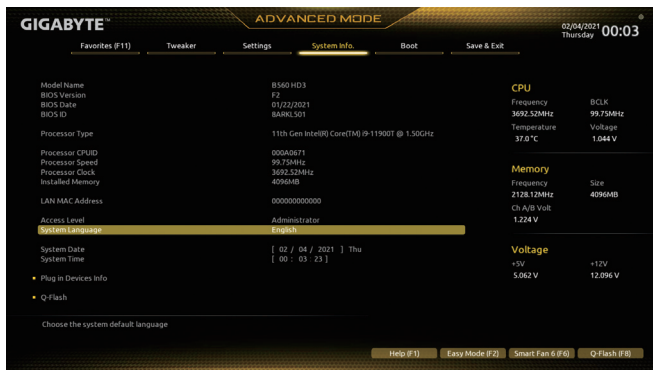 GIGABYTE™
ADVANCED MODE
02/04/2021 Thursday 00:03
Favorites (F11) Tweaker Settings System Info. Boot Save & Exit
Model Name B560 HD3
BIOS Version F2
BIOS Date 01/22/2021
BIOS ID 8ARKL501
Processor Type 11th Gen Intel(R) Core(TM) i9-11900T @ 1.50GHz
Processor CPUID 000A0671
Processor Speed 99.75MHz
Processor Clock 3692.52MHz
Installed Memory 4096MB
LAN MAC Address 000000000000
Access Level Administrator
System Language English
System Date [ 02 / 04 / 2021 ] Thu
System Time [ 00 : 03 : 23 ]
Plug in Devices Info
Q-Flash
Choose the system default language
CPU
Frequency BCLK
3692.52MHz 99.75MHz
Temperature Voltage
37.0 °C 1.044 V
Memory
Frequency Size
2128.12MHz 4096MB
Ch A/B Volt
1.224 V
Voltage
+5V +12V
5.062 V 12.096 V
Help (F1) Easy Mode (F2) Smart Fan 6 (F6) Q-Flash (F8)